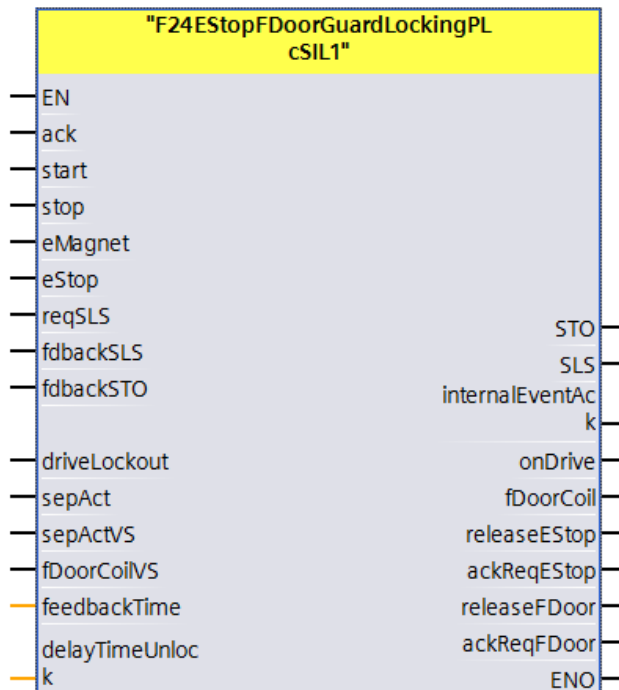 "F24EStopFDoorGuardLockingPL
cSIL1"
EN
ack
start
stop
eMagnet
eStop
reqSLS
fdbackSLS
fdbackSTO
driveLockout
sepAct
sepActVS
fDoorCoilVS
feedbackTime
delayTimeUnloc
k
STO
SLS
internalEventAc
k
onDrive
fDoorCoil
releaseEStop
ackReqEStop
releaseFDoor
ackReqFDoor
ENO